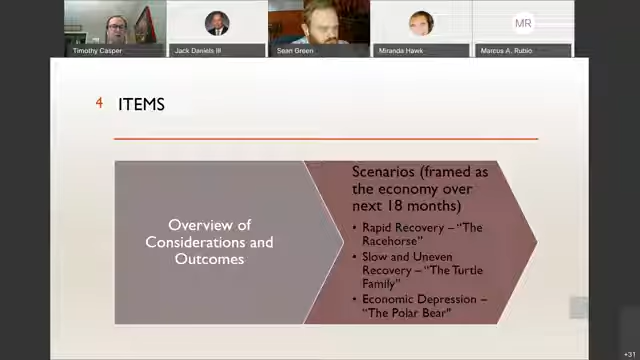 Timothy Casper
Jack Daniels III
Sean Green
Miranda Hawk
MR
Marcus A. Rubio
4 ITEMS
Overview of
Considerations and
Outcomes
Scenarios (framed as
the economy over
next 18 months)
• Rapid Recovery – “The
Racehorse”
• Slow and Uneven
Recovery – “The Turtle
Family”
• Economic Depression –
“The Polar Bear”
+31